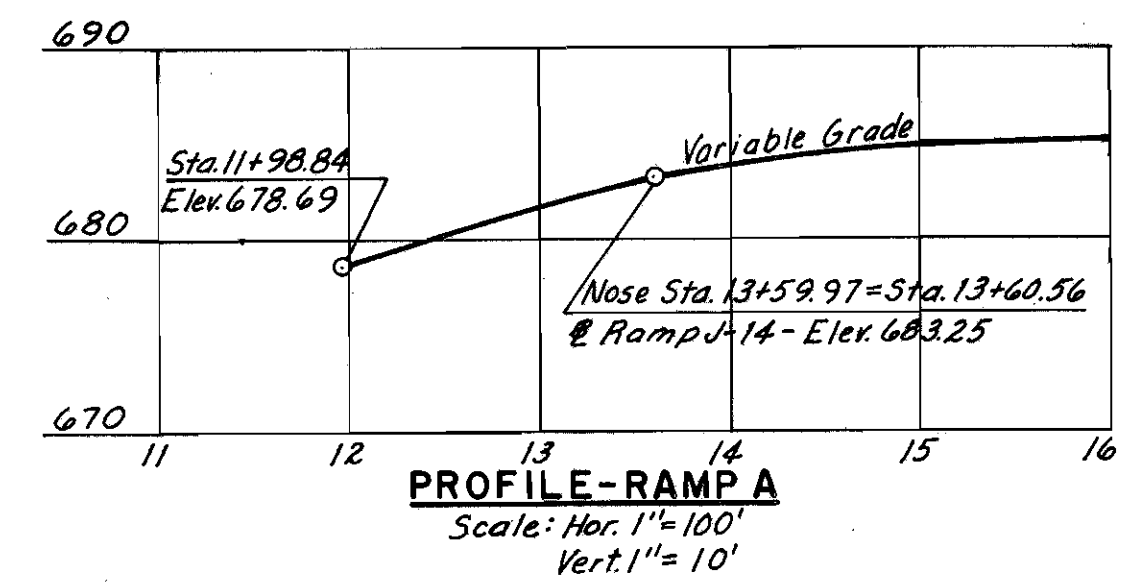 690
Variable Grade
Sta.11+98.84
Elev.678.69
680
Nose Sta.13+59.97=Sta.13+60.56
℄ Ramp J-14-Elev.683.25
670
11 12 13 14 15 16
PROFILE-RAMP A
Scale: Hor. 1"=100'
Vert.1"=10'